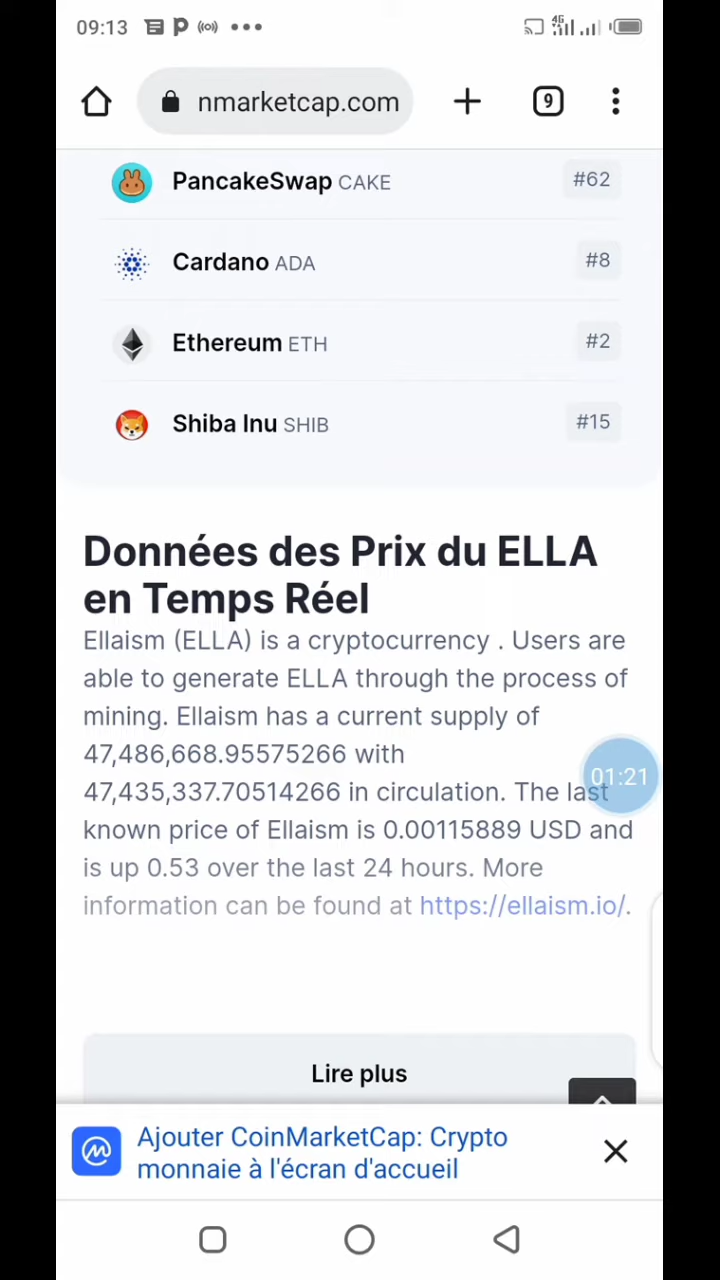 09:13
4G
nmarketcap.com
9
PancakeSwap CAKE #62
Cardano ADA #8
Ethereum ETH #2
Shiba Inu SHIB #15
Données des Prix du ELLA
en Temps Réel
Ellaism (ELLA) is a cryptocurrency . Users are
able to generate ELLA through the process of
mining. Ellaism has a current supply of
47,486,668.95575266 with
01:21
47,435,337.70514266 in circulation. The last
known price of Ellaism is 0.00115889 USD and
is up 0.53 over the last 24 hours. More
information can be found at https://ellaism.io/.
Lire plus
Ajouter CoinMarketCap: Crypto
monnaie à l'écran d'accueil